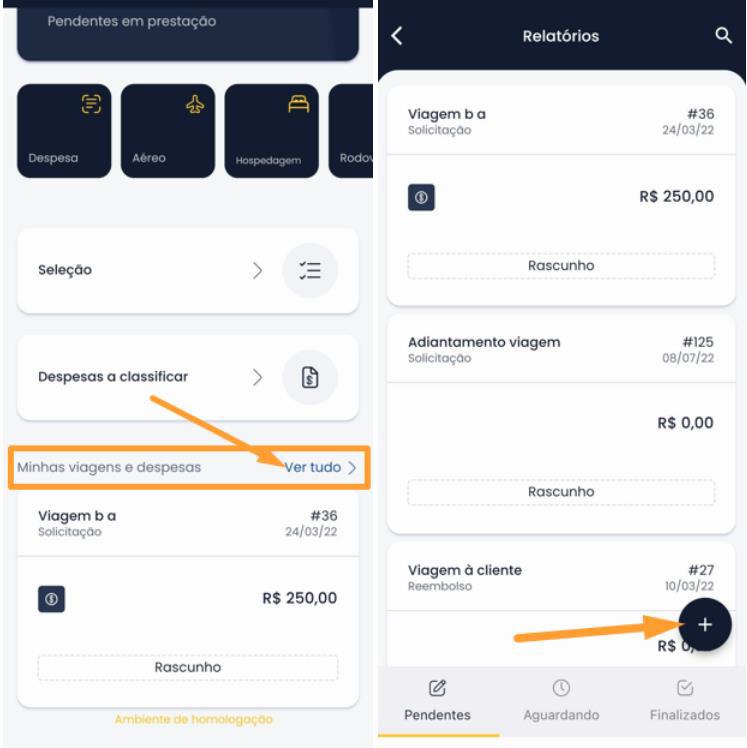 Pendentes em prestação
Despesa
Aéreo
Hospedagem
Rodov
Seleção
Despesas a classificar
Minhas viagens e despesas
Ver tudo
Viagem b a
#36
Solicitação
24/03/22
R$ 250,00
Rascunho
Ambiente de homologação
Relatórios
Viagem b a
#36
Solicitação
24/03/22
R$ 250,00
Rascunho
Adiantamento viagem
#125
Solicitação
08/07/22
R$ 0,00
Rascunho
Viagem à cliente
#27
Reembolso
10/03/22
R$ 0,
Pendentes
Aguardando
Finalizados